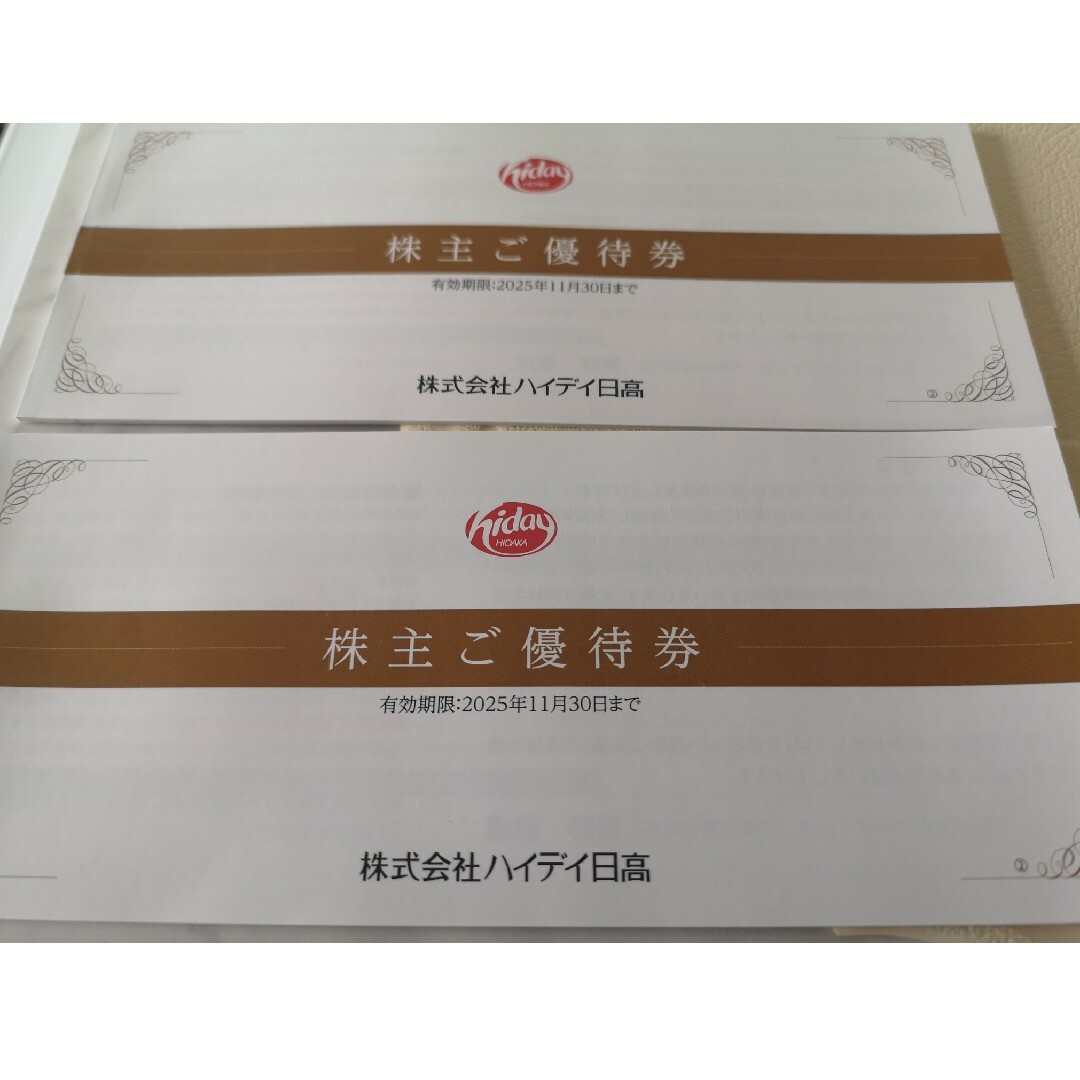 hiday
HIDAKA
株主ご優待券
有効期限:2025年11月30日まで
株式会社ハイデイ日高
②
hiday
HIDAKA
株主ご優待券
有効期限:2025年11月30日まで
株式会社ハイデイ日高
②